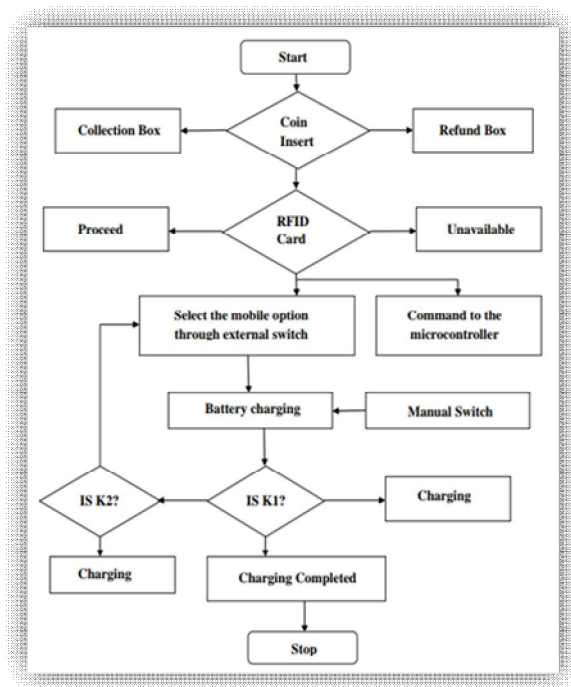 Start
Coin
Insert
Collection Box
Refund Box
RFID
Card
Proceed
Unavailable
Select the mobile option
through external switch
Command to the
microcontroller
Battery charging
Manual Switch
IS K2?
IS K1?
Charging
Charging
Charging Completed
Stop